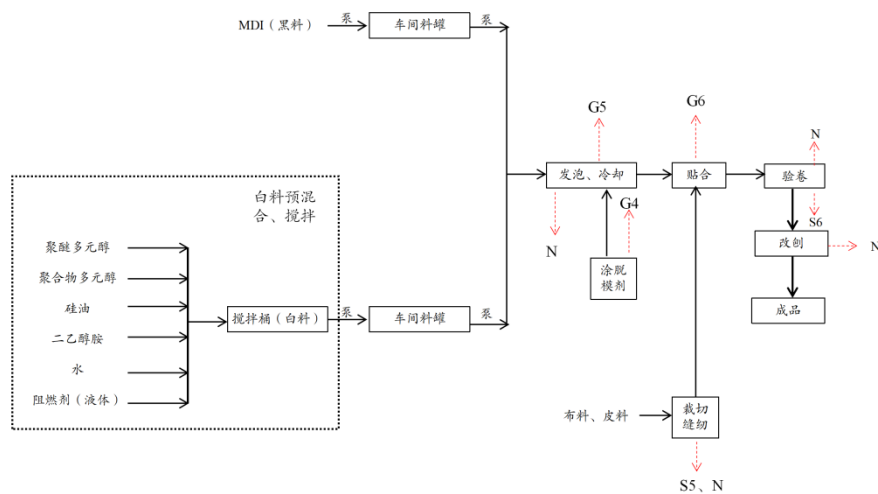 MDI（黑料）
泵
车间料罐
泵
G5
G6
N
发泡、冷却
贴合
验卷
白料预混
合、搅拌
G4
S6
N
改刨
N
聚醚多元醇
涂脱
模剂
聚合物多元醇
硅油
搅拌桶（白料）
泵
车间料罐
泵
成品
二乙醇胺
水
阻燃剂（液体）
布料、皮料
裁切
缝纫
S5、N